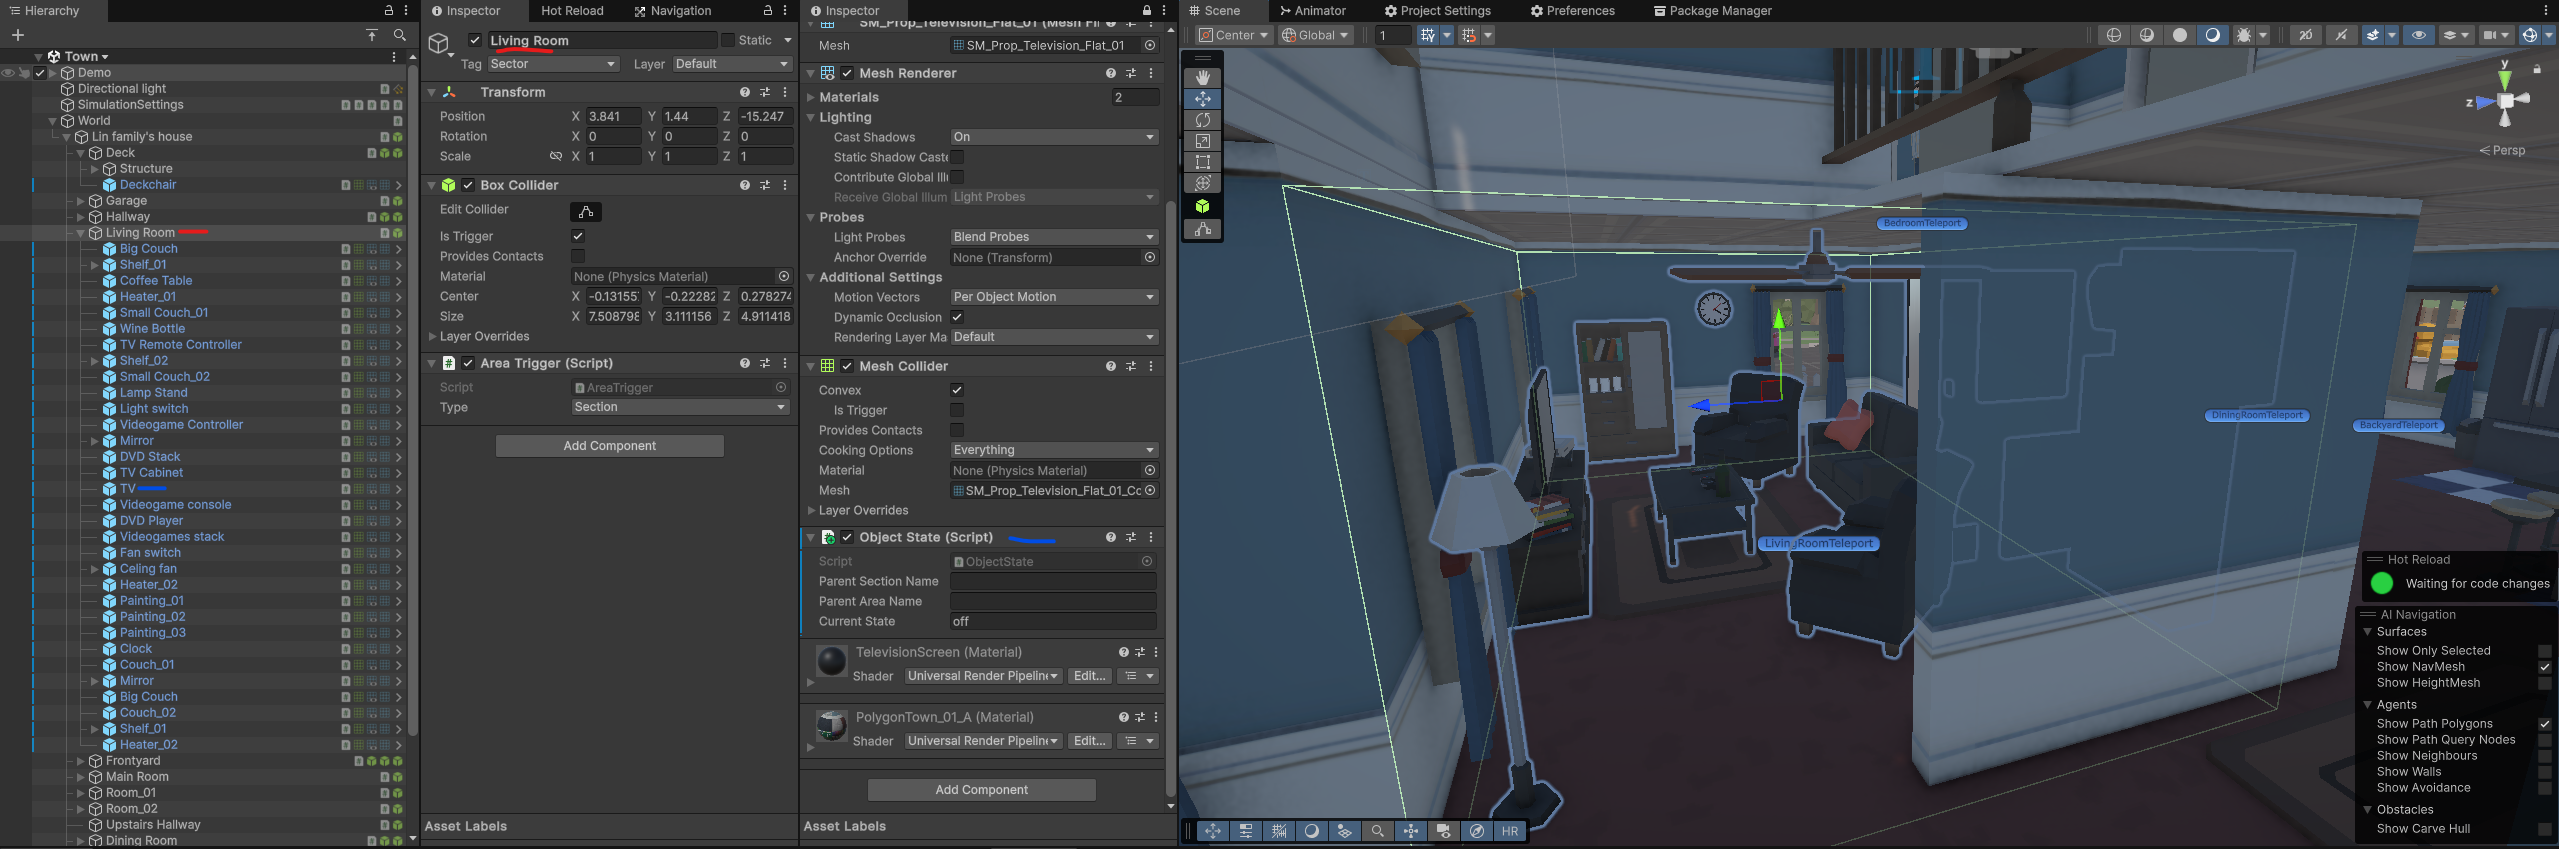 Hierarchy
Town
Demo
Directional light
SimulationSettings
World
Lin family's house
Deck
Structure
Deckchair
Garage
Hallway
Living Room
Big Couch
Shelf_01
Coffee Table
Heater_01
Small Couch_01
Wine Bottle
TV Remote Controller
Shelf_02
Small Couch_02
Lamp Stand
Light switch
Videogame Controller
Mirror
DVD Stack
TV Cabinet
TV
Videogame console
DVD Player
Videogames stack
Fan switch
Celing fan
Heater_02
Painting_01
Painting_02
Painting_03
Clock
Couch_01
Mirror
Big Couch
Couch_02
Shelf_01
Heater_02
Frontyard
Main Room
Room_01
Room_02
Upstairs Hallway
Dining Room
Inspector Hot Reload Navigation
Living Room Static
Tag Sector Layer Default
Transform
Position X 3.841 Y 1.44 Z -15.247
Rotation X 0 Y 0 Z 0
Scale X 1 Y 1 Z 1
Box Collider
Edit Collider
Is Trigger
Provides Contacts
Material None (Physics Material)
Center X -0.13155 Y -0.22282 Z 0.278274
Size X 7.508798 Y 3.111156 Z 4.911418
Layer Overrides
Area Trigger (Script)
Script AreaTrigger
Type Section
Add Component
Asset Labels
Inspector
SM_Prop_Television_Flat_01 (Mesh Fil
Mesh SM_Prop_Television_Flat_01
Mesh Renderer
Materials 2
Lighting
Cast Shadows On
Static Shadow Caste
Contribute Global Illu
Receive Global Illum Light Probes
Probes
Light Probes Blend Probes
Anchor Override None (Transform)
Additional Settings
Motion Vectors Per Object Motion
Dynamic Occlusion
Rendering Layer Ma Default
Mesh Collider
Convex
Is Trigger
Provides Contacts
Cooking Options Everything
Material None (Physics Material)
Mesh SM_Prop_Television_Flat_01_Co
Layer Overrides
Object State (Script)
Script ObjectState
Parent Section Name
Parent Area Name
Current State off
TelevisionScreen (Material)
Shader Universal Render Pipeline Edit...
PolygonTown_01_A (Material)
Shader Universal Render Pipeline Edit...
Add Component
Asset Labels
Scene Animator Project Settings Preferences Package Manager
Center Global 1 2D
y
z
Persp
BedroomTeleport
DiningRoomTeleport
BackyardTeleport
LivingRoomTeleport
Hot Reload
Waiting for code changes
AI Navigation
Surfaces
Show Only Selected
Show NavMesh
Show HeightMesh
Agents
Show Path Polygons
Show Path Query Nodes
Show Neighbours
Show Walls
Show Avoidance
Obstacles
Show Carve Hull
HR